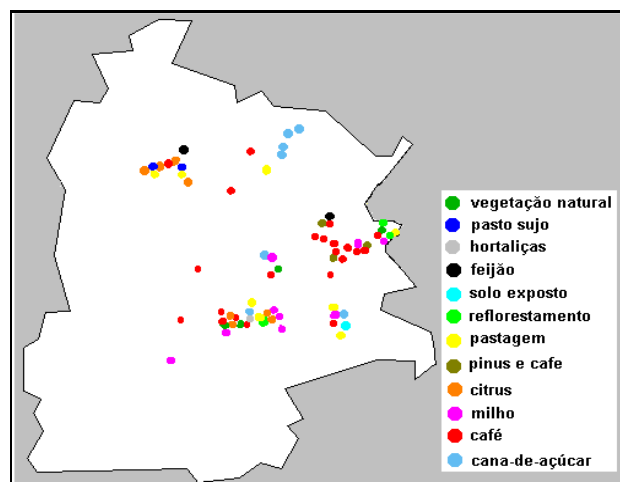 vegetação natural
pasto sujo
hortaliças
feijão
solo exposto
reflorestamento
pastagem
pinus e cafe
citrus
milho
café
cana-de-açúcar